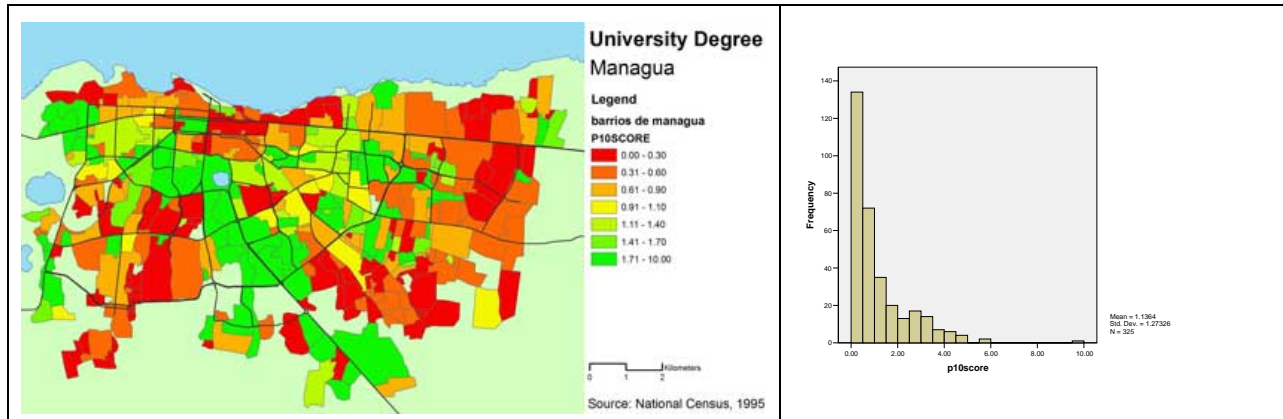 University Degree
Managua
Legend
barrios de managua
P10SCORE
0.00 - 0.30
0.31 - 0.60
0.61 - 0.90
0.91 - 1.10
1.11 - 1.40
1.41 - 1.70
1.71 - 10.00
Kilometers
0 1 2
Source: National Census, 1995
Frequency
140
120
100
80
60
40
20
0
0.00 2.00 4.00 6.00 8.00 10.00
p10score
Mean = 1.1364
Std. Dev. = 1.27326
N = 325